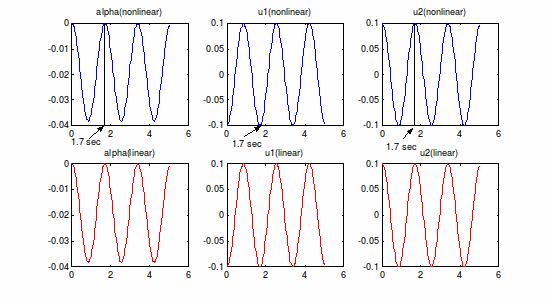 alpha(nonlinear) u1(nonlinear) u2(nonlinear)
0 0.1 0.1
-0.01 0.05 0.05
-0.02 0 0
-0.03 -0.05 -0.05
-0.04 -0.1 -0.1
0 2 4 6 0 2 4 6 0 2 4 6
1.7 sec 1.7 sec 1.7 sec
alpha(linear) u1(linear) u2(linear)
0 0.1 0.1
-0.01 0.05 0.05
-0.02 0 0
-0.03 -0.05 -0.05
-0.04 -0.1 -0.1
0 2 4 6 0 2 4 6 0 2 4 6